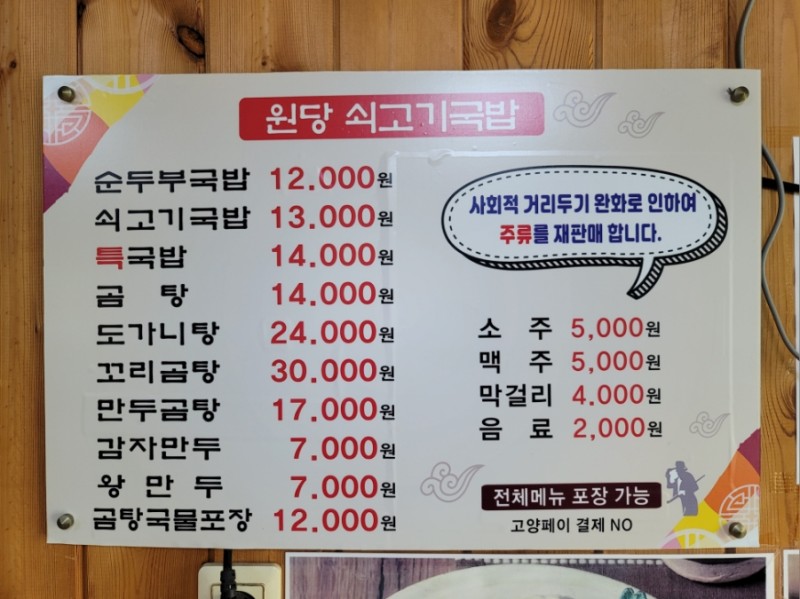 원당 쇠고기국밥
순두부국밥 12.000원
쇠고기국밥 13.000원
특국밥 14.000원
곰 탕 14.000원
도가니탕 24.000원
꼬리곰탕 30.000원
만두곰탕 17.000원
감자만두 7.000원
왕 만 두 7.000원
곰탕국물포장 12.000원
사회적 거리두기 완화로 인하여
주류를 재판매 합니다.
소 주 5,000원
맥 주 5,000원
막걸리 4.000원
음 료 2,000원
전체메뉴 포장 가능
고양페이 결제 NO